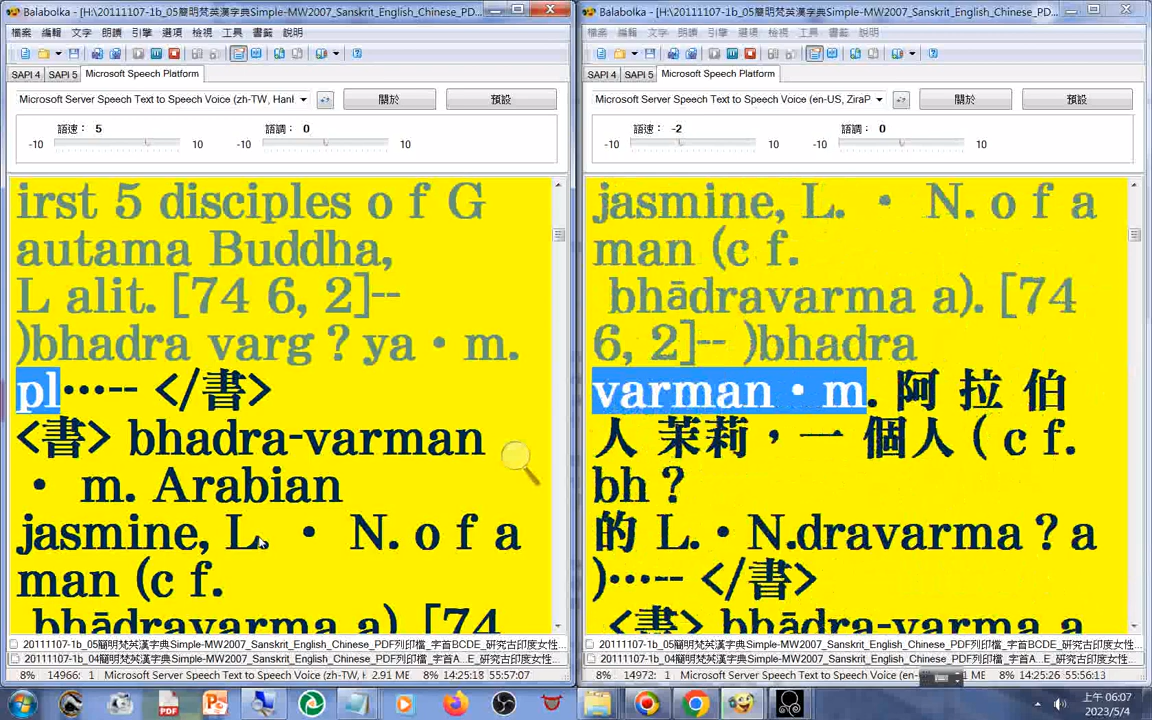 Balabolka - [H:\20111107-1b_05簡明梵英漢字典Simple-MW2007_Sanskrit_English_Chinese_PD...
檔案 編輯 文字 朗讀 引擎 選項 檢視 工具 書籤 說明
SAPI 4 SAPI 5 Microsoft Speech Platform
Microsoft Server Speech Text to Speech Voice (zh-TW, HanH 關於 預設
語速： 5 語調： 0
-10 10 -10 10
irst 5 disciples o f G
autama Buddha,
L alit. [74 6, 2]--
)bhadra varg ? ya • m.
pl…-- </書>
<書> bhadra-varman
• m. Arabian
jasmine, L. • N. o f a
man (c f.
bhādravarma a). [74
20111107-1b_05簡明梵英漢字典Simple-MW2007_Sanskrit_English_Chinese_PDF列印檔_字首BCDE_研究古印度女性...
20111107-1b_04簡明梵英漢字典Simple-MW2007_Sanskrit_English_Chinese_PDF列印檔_字首A...E_研究古印度女性...
8% 14966: 1 Microsoft Server Speech Text to Speech Voice (zh-TW, H 2.91 ME 8% 14:25:18 55:57:07
Balabolka - [H:\20111107-1b_05簡明梵英漢字典Simple-MW2007_Sanskrit_English_Chinese_PD...
檔案 編輯 文字 朗讀 引擎 選項 檢視 工具 書籤 說明
SAPI 4 SAPI 5 Microsoft Speech Platform
Microsoft Server Speech Text to Speech Voice (en-US, ZiraP 關於 預設
語速： -2 語調： 0
-10 10 -10 10
jasmine, L. • N. o f a
man (c f.
bhādravarma a). [74
6, 2]-- )bhadra
varman • m. 阿 拉 伯
人 茉莉，一 個人 ( c f.
bh ?
的 L. • N.dravarma ? a
)…-- </書>
<書> bhādra-varma a
20111107-1b_05簡明梵英漢字典Simple-MW2007_Sanskrit_English_Chinese_PDF列印檔_字首BCDE_研究古印度女性...
20111107-1b_04簡明梵英漢字典Simple-MW2007_Sanskrit_English_Chinese_PDF列印檔_字首A...E_研究古印度女性...
8% 14972: 1 Microsoft Server Speech Text to Speech Voice ME 8% 14:25:26 55:56:13
上午 06:07
2023/5/4